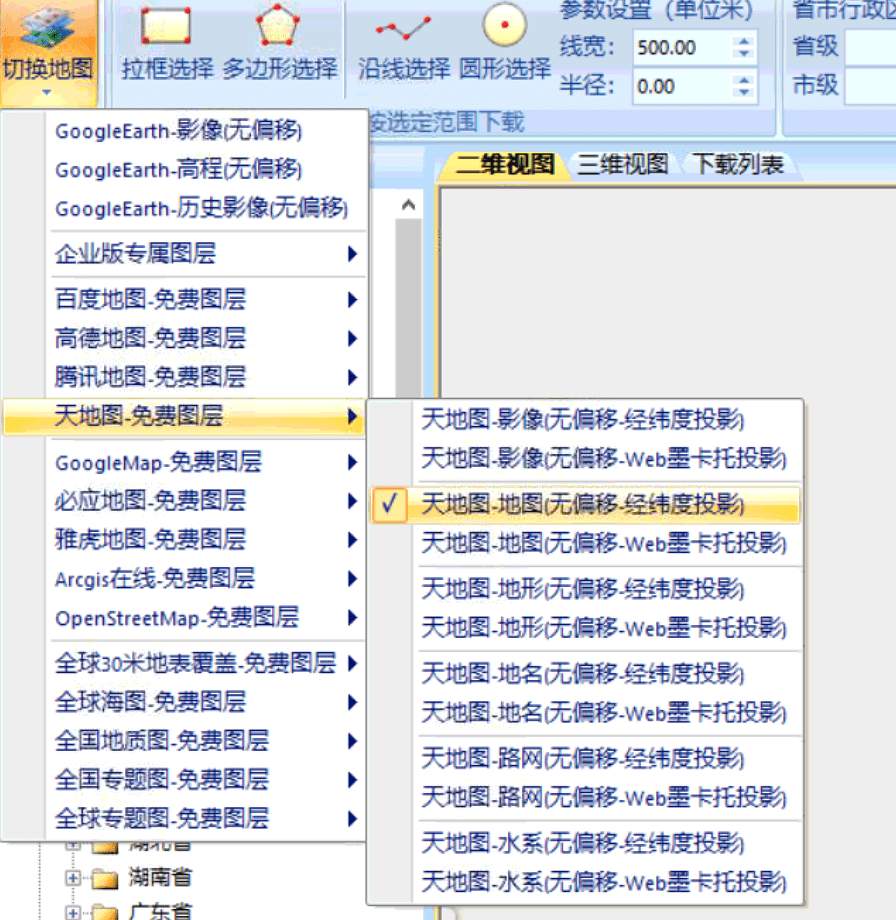 切换地图
拉框选择 多边形选择 沿线选择 圆形选择
参数设置（单位米）
线宽: 500.00
半径: 0.00
省市行政区
省级
市级
按选定范围下载
二维视图 三维视图 下载列表
GoogleEarth-影像(无偏移)
GoogleEarth-高程(无偏移)
GoogleEarth-历史影像(无偏移)
企业版专属图层
百度地图-免费图层
高德地图-免费图层
腾讯地图-免费图层
天地图-免费图层
GoogleMap-免费图层
必应地图-免费图层
雅虎地图-免费图层
Arcgis在线-免费图层
OpenStreetMap-免费图层
全球30米地表覆盖-免费图层
全球海图-免费图层
全国地质图-免费图层
全国专题图-免费图层
全球专题图-免费图层
天地图-影像(无偏移-经纬度投影)
天地图-影像(无偏移-Web墨卡托投影)
天地图-地图(无偏移-经纬度投影)
天地图-地图(无偏移-Web墨卡托投影)
天地图-地形(无偏移-经纬度投影)
天地图-地形(无偏移-Web墨卡托投影)
天地图-地名(无偏移-经纬度投影)
天地图-地名(无偏移-Web墨卡托投影)
天地图-路网(无偏移-经纬度投影)
天地图-路网(无偏移-Web墨卡托投影)
天地图-水系(无偏移-经纬度投影)
天地图-水系(无偏移-Web墨卡托投影)
湖北省
湖南省
广东省